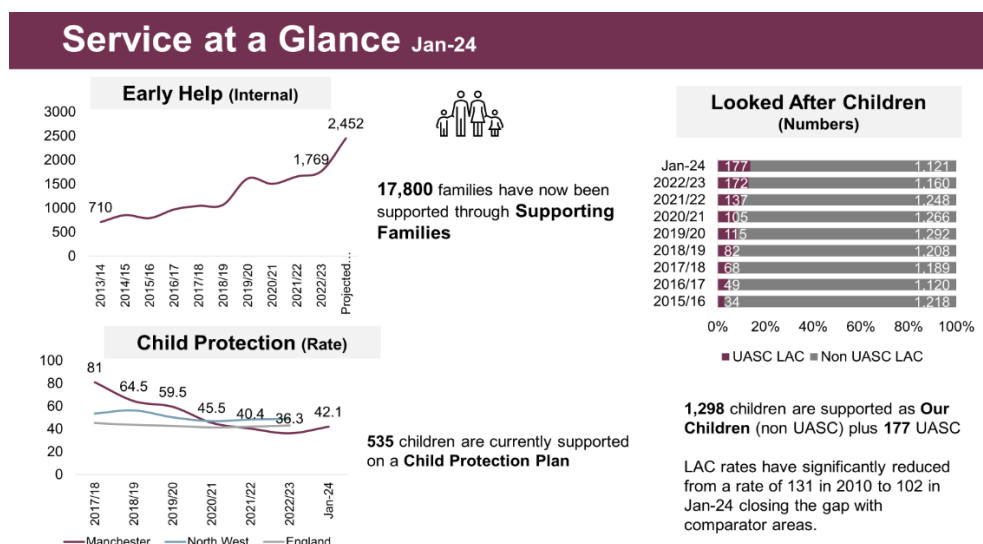 Service at a Glance Jan-24
Early Help (Internal)
3000
2500
2000
1500
1000
500
0
710
1,769
2,452
2013/14
2014/15
2015/16
2016/17
2017/18
2018/19
2019/20
2020/21
2021/22
2022/23
Projected...
17,800 families have now been
supported through Supporting
Families
Child Protection (Rate)
100
80
60
40
20
0
81
64.5
59.5
45.5
40.4
36.3
42.1
2017/18
2018/19
2019/20
2020/21
2021/22
2022/23
Jan-24
Manchester North West England
535 children are currently supported
on a Child Protection Plan
Looked After Children
(Numbers)
Jan-24 177 1,121
2022/23 172 1,160
2021/22 137 1,248
2020/21 105 1,266
2019/20 115 1,292
2018/19 82 1,208
2017/18 68 1,189
2016/17 49 1,120
2015/16 34 1,218
0% 20% 40% 60% 80% 100%
UASC LAC Non UASC LAC
1,298 children are supported as Our
Children (non UASC) plus 177 UASC
LAC rates have significantly reduced
from a rate of 131 in 2010 to 102 in
Jan-24 closing the gap with
comparator areas.